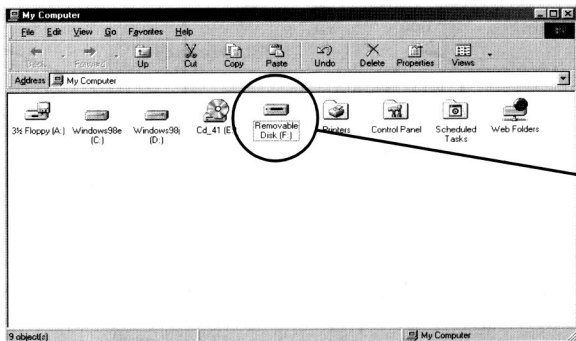 My Computer
File Edit View Go Favorites Help
Back Forward Up Cut Copy Paste Undo Delete Properties Views
Address My Computer
3½ Floppy (A:) Windows98e (C:) Windows98j (D:) Cd_41 (E: Removable Disk (F:) Printers Control Panel Scheduled Tasks Web Folders
9 object(s) My Computer